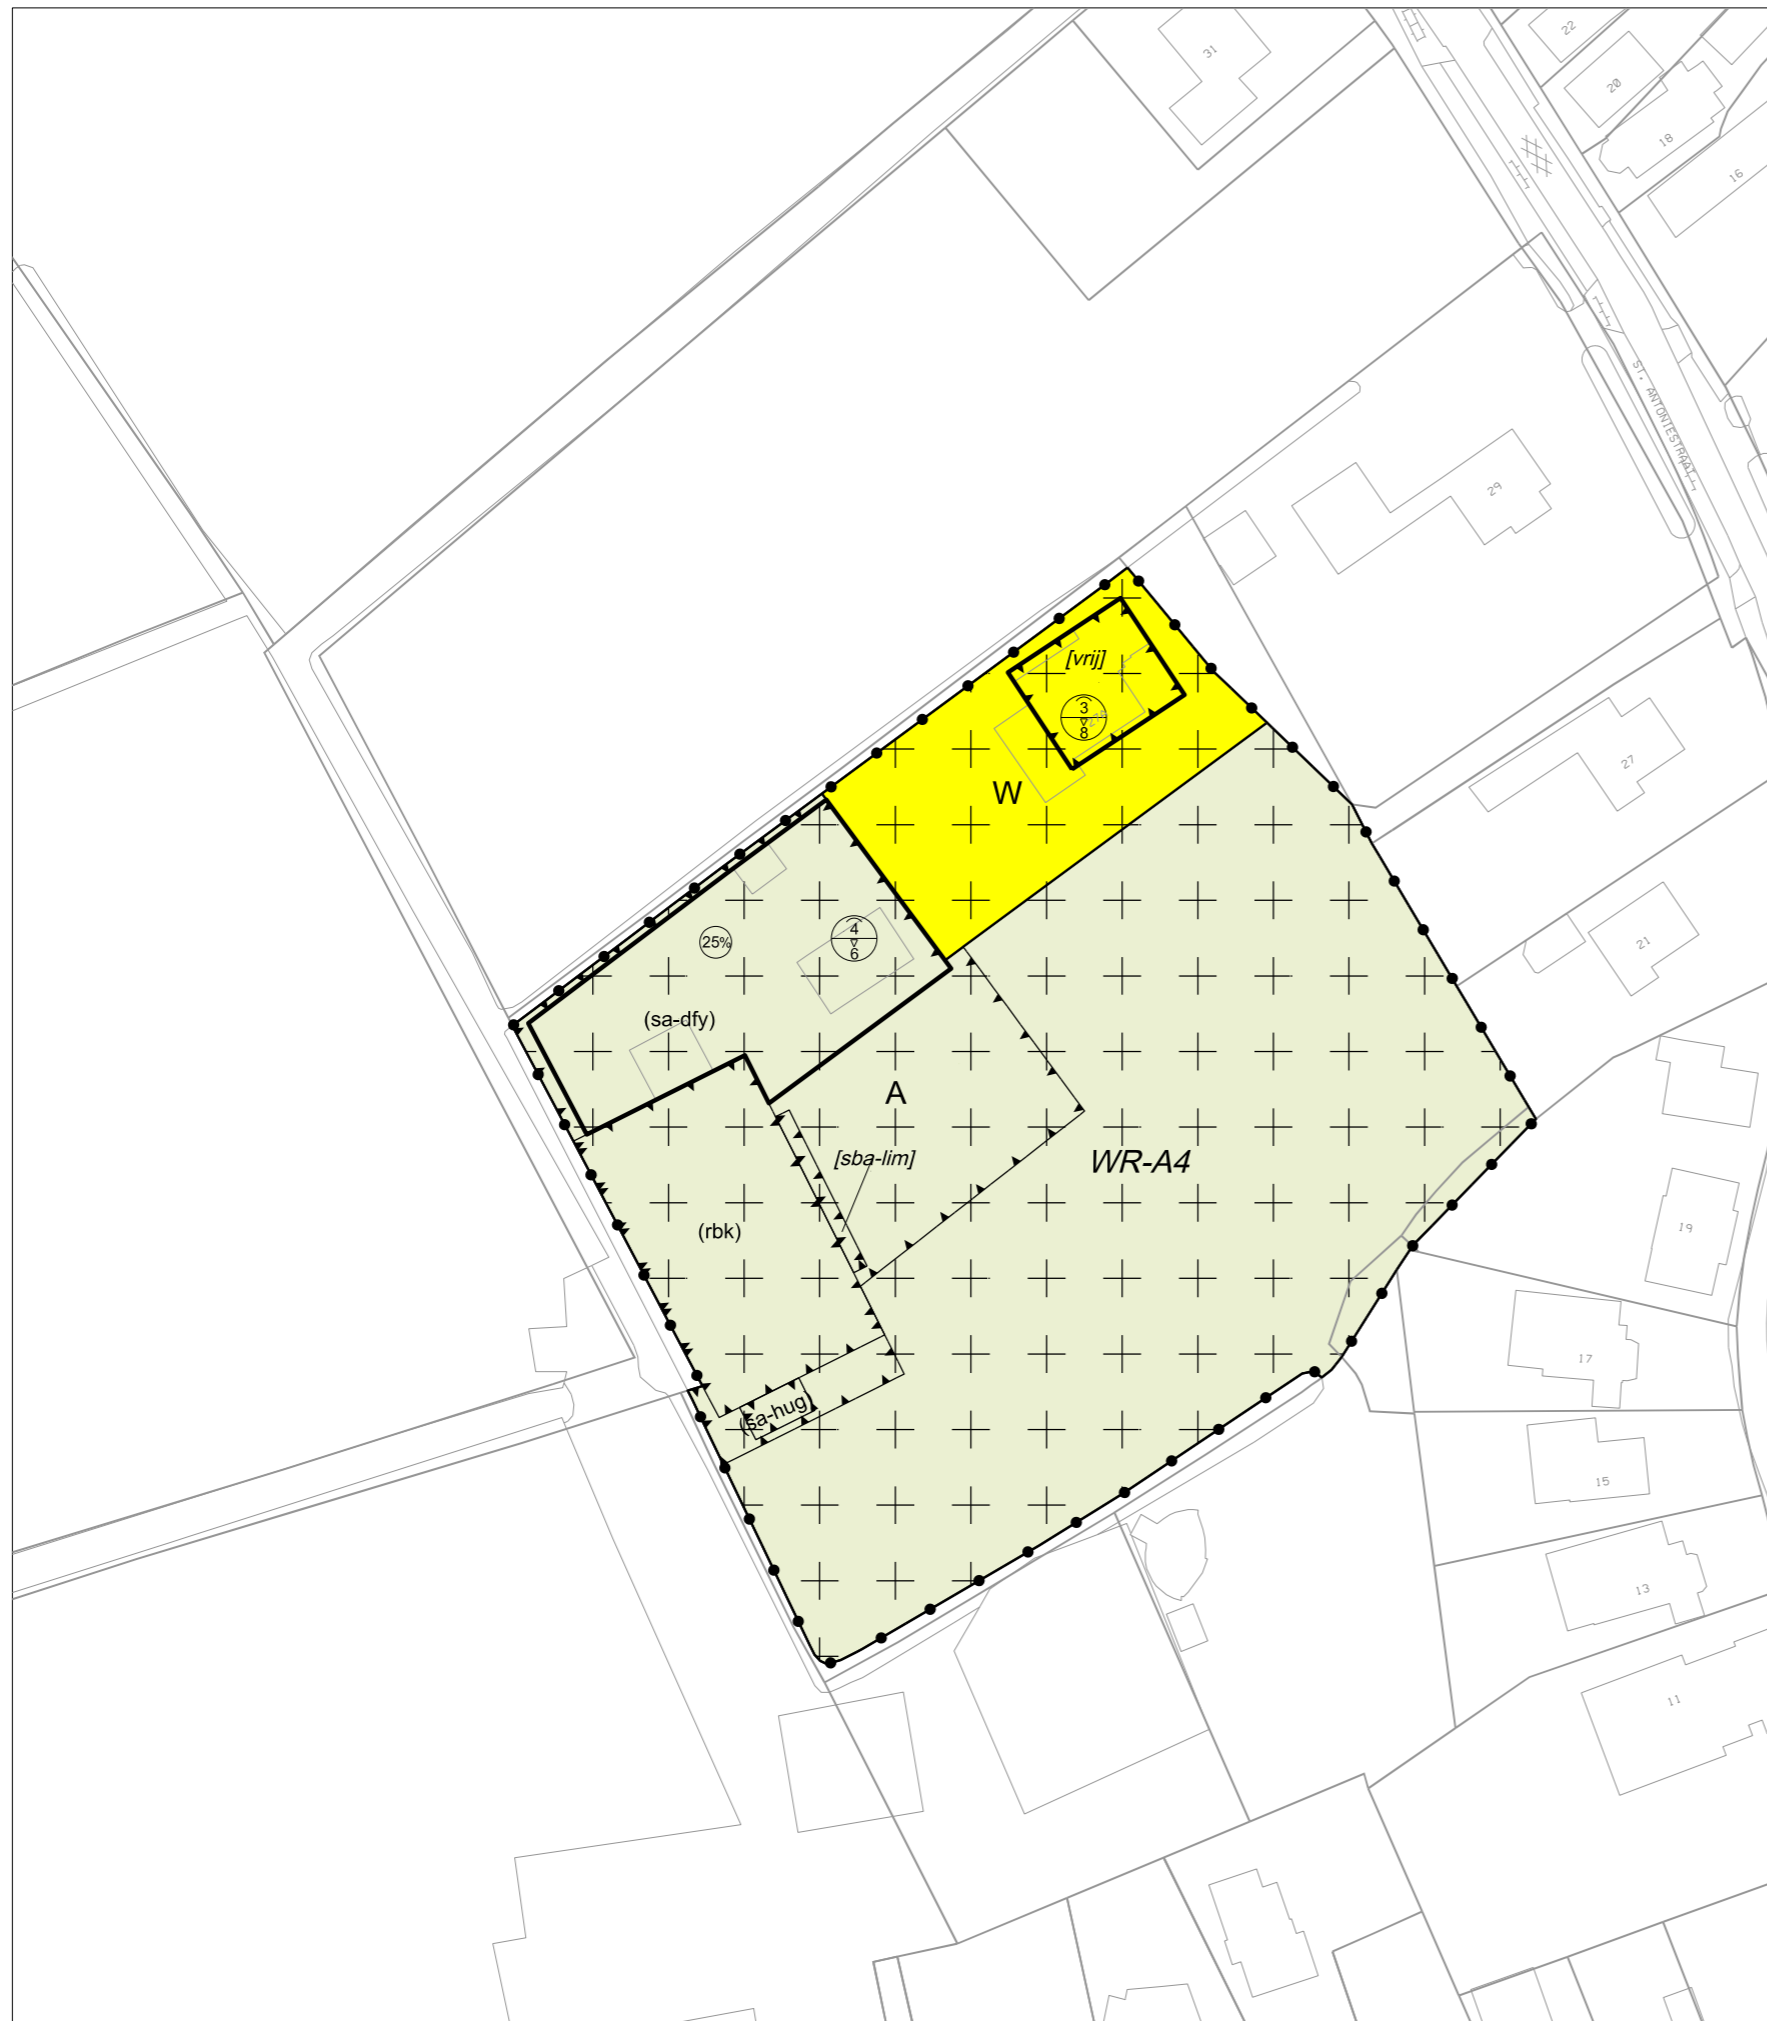 22
31
20
18
16
ST. ANTONIESTRAAT
29
[vrij]
3
8
27
W
25%
4
6
21
(sa-dfy)
A
[sba-lim]
WR-A4
(rbk)
19
17
(sa-hug)
15
13
11